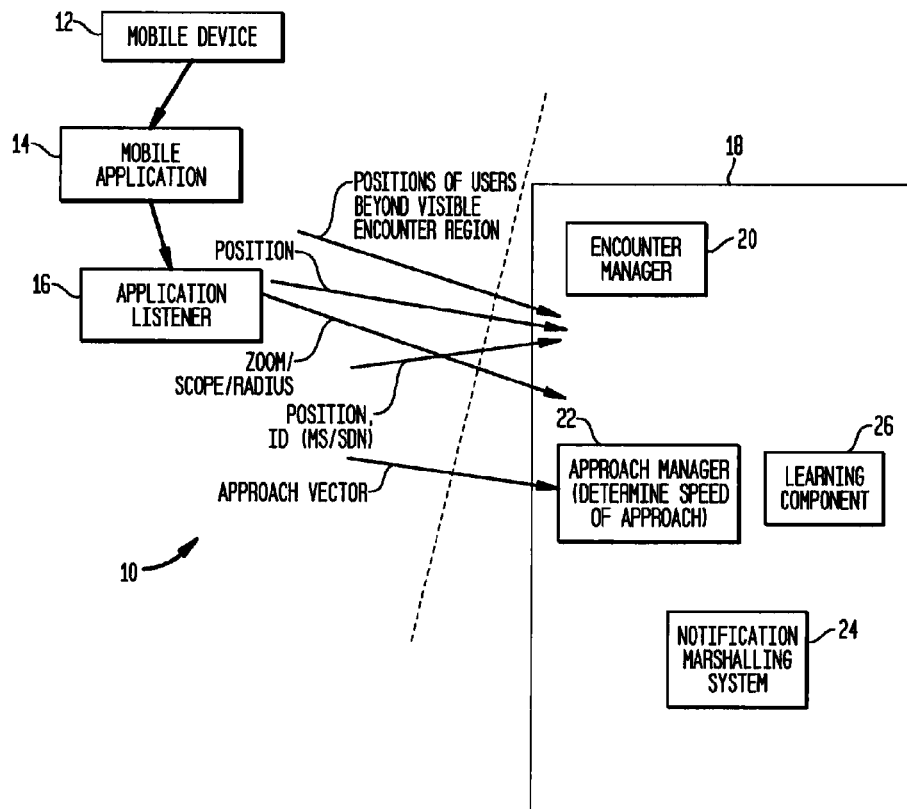 12
MOBILE DEVICE
14
MOBILE
APPLICATION
16
APPLICATION
LISTENER
POSITIONS OF USERS
BEYOND VISIBLE
ENCOUNTER REGION
POSITION
ZOOM/
SCOPE/RADIUS
POSITION,
ID (MS/SDN)
APPROACH VECTOR
10
18
ENCOUNTER
MANAGER
20
22
APPROACH MANAGER
(DETERMINE SPEED
OF APPROACH)
26
LEARNING
COMPONENT
NOTIFICATION
MARSHALLING
SYSTEM
24